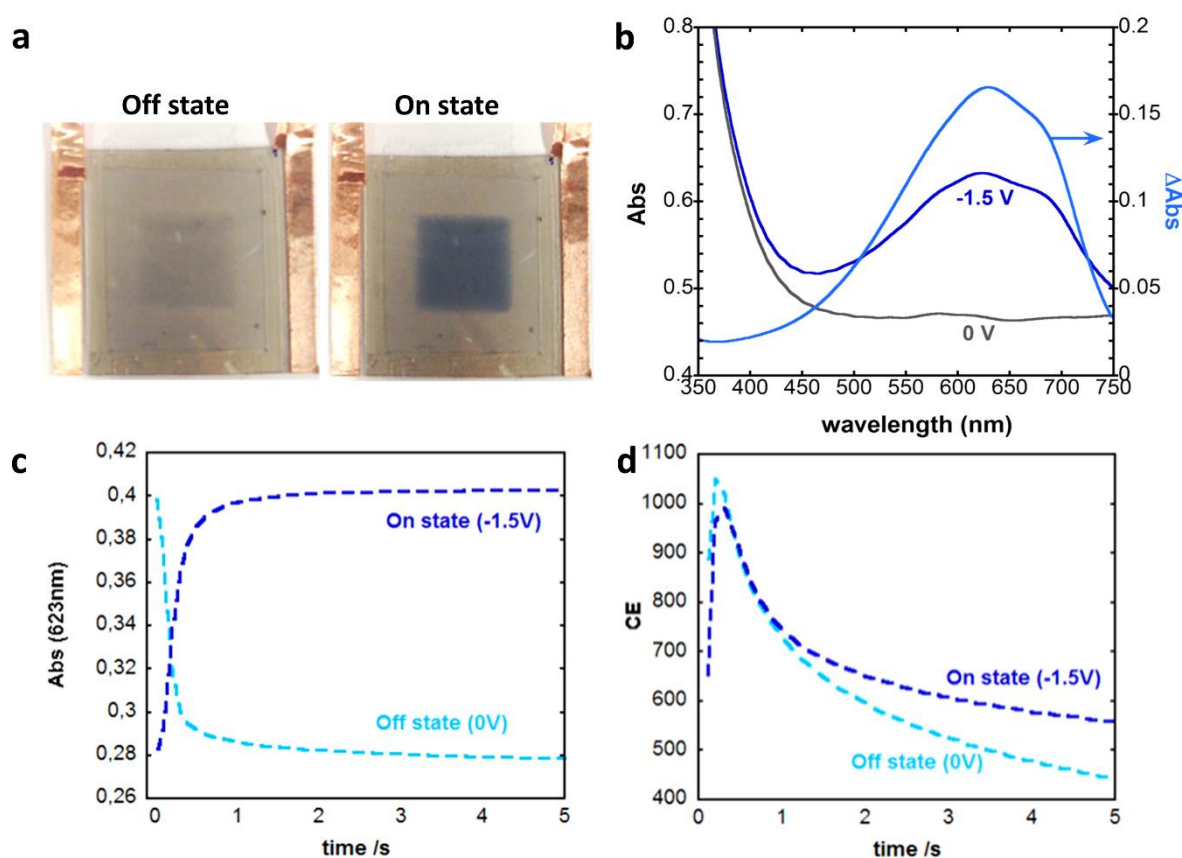 a
Off state
On state
b
0.8
0.7
0.6
0.5
0.4
Abs
-1.5 V
0 V
0.2
0.15
0.1
0.05
0
ΔAbs
350 400 450 500 550 600 650 700 750
wavelength (nm)
c
0,42
0,4
0,38
0,36
0,34
0,32
0,3
0,28
0,26
Abs (623nm)
On state (-1.5V)
Off state (0V)
0 1 2 3 4 5
time /s
d
1100
1000
900
800
700
600
500
400
CE
On state (-1.5V)
Off state (0V)
0 1 2 3 4 5
time /s